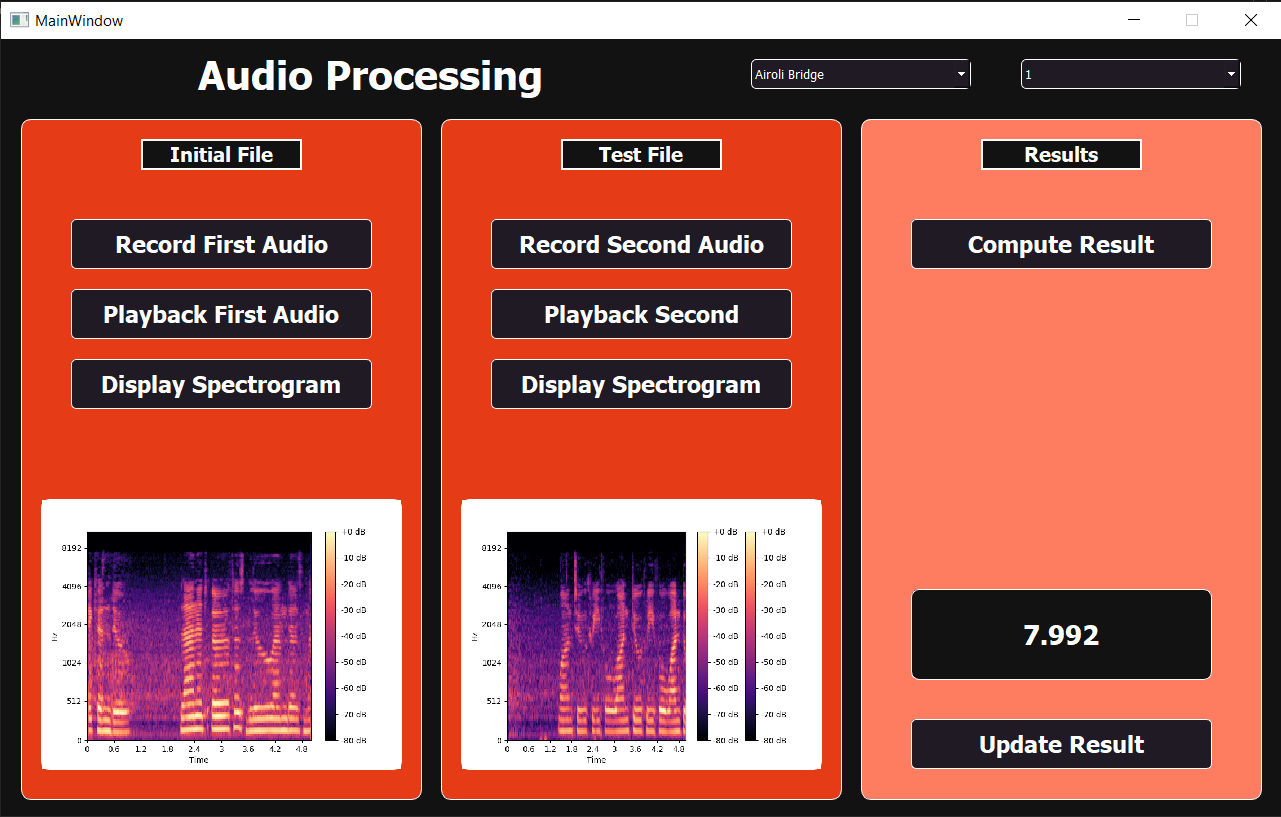 MainWindow
Audio Processing
Airoli Bridge
1
Initial File
Record First Audio
Playback First Audio
Display Spectrogram
8192
4096
2048
1024
512
0
Hz
0 0.6 1.2 1.8 2.4 3 3.6 4.2 4.8
Time
+0 dB
-10 dB
-20 dB
-30 dB
-40 dB
-50 dB
-60 dB
-70 dB
-80 dB
Test File
Record Second Audio
Playback Second
Display Spectrogram
8192
4096
2048
1024
512
0
Hz
0 0.6 1.2 1.8 2.4 3 3.6 4.2 4.8
Time
+0 dB +0 dB
-10 dB -10 dB
-20 dB -20 dB
-30 dB -30 dB
-40 dB -40 dB
-50 dB -50 dB
-60 dB -60 dB
-70 dB -70 dB
-80 dB -80 dB
Results
Compute Result
7.992
Update Result